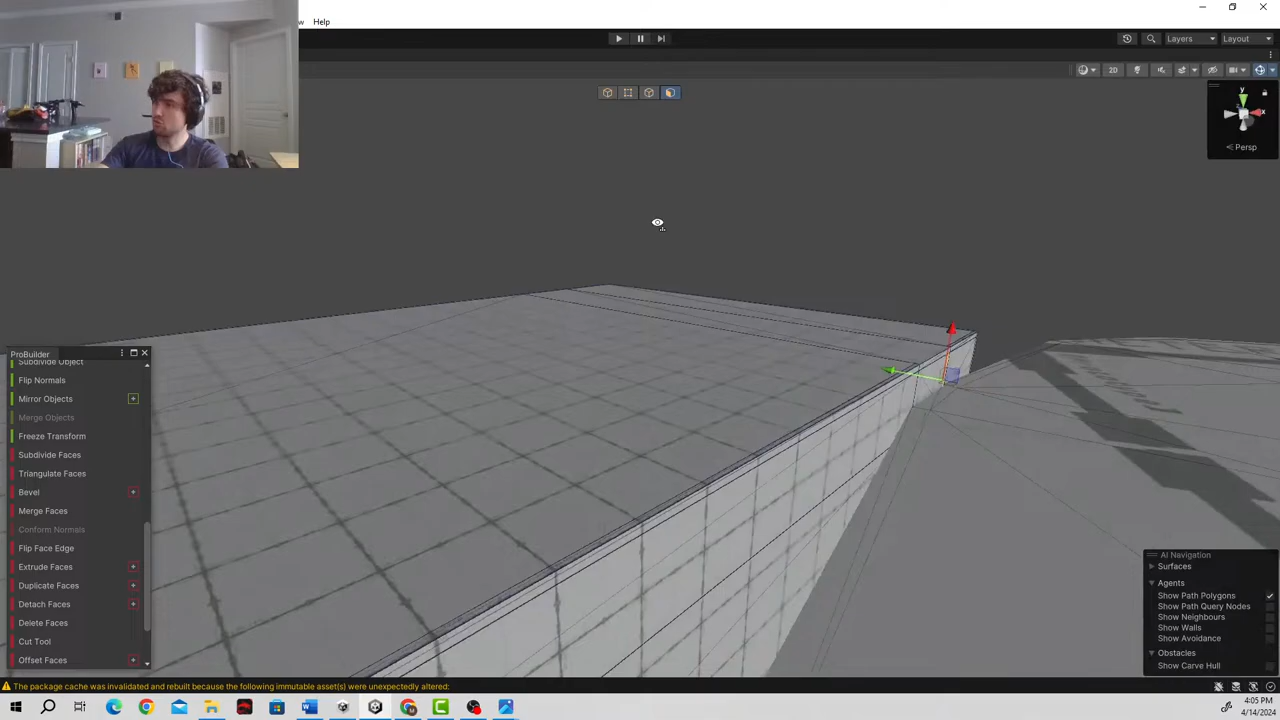 w Help
Layers
Layout
2D
y
x
Persp
ProBuilder
Subdivide Object
Flip Normals
Mirror Objects
Merge Objects
Freeze Transform
Subdivide Faces
Triangulate Faces
Bevel
Merge Faces
Conform Normals
Flip Face Edge
Extrude Faces
Duplicate Faces
Detach Faces
Delete Faces
Cut Tool
Offset Faces
AI Navigation
Surfaces
Agents
Show Path Polygons
Show Path Query Nodes
Show Neighbours
Show Walls
Show Avoidance
Obstacles
Show Carve Hull
The package cache was invalidated and rebuilt because the following immutable asset(s) were unexpectedly altered:
4:05 PM
4/14/2024